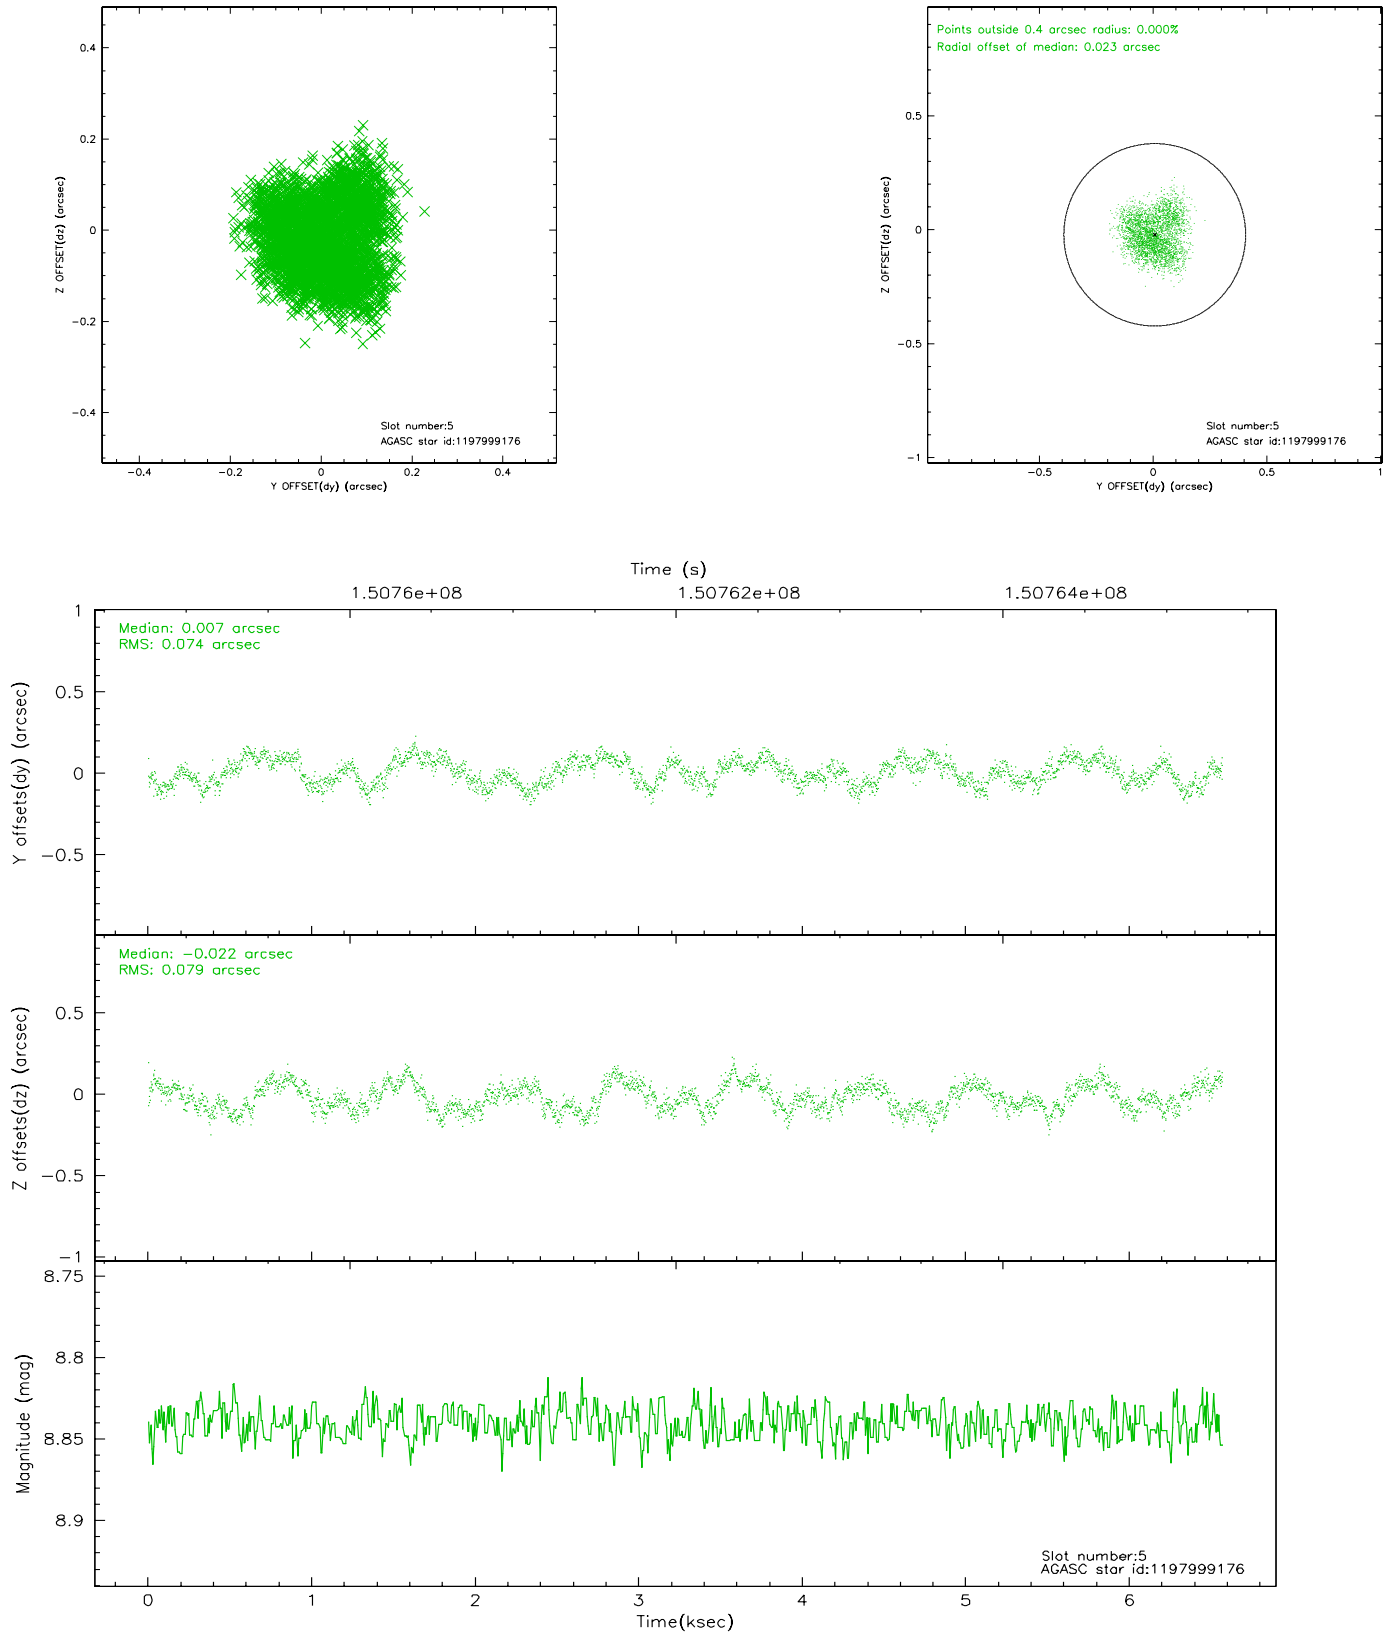 0.4
0.2
0
−0.2
−0.4
Z OFFSET(dz) (arcsec)
−0.4 −0.2 0 0.2 0.4
Y OFFSET(dy) (arcsec)
Slot number:5
AGASC star id:1197999176
Points outside 0.4 arcsec radius: 0.000%
Radial offset of median: 0.023 arcsec
0.5
0
−0.5
−1
Z OFFSET(dz) (arcsec)
−0.5 0 0.5 1
Y OFFSET(dy) (arcsec)
Slot number:5
AGASC star id:1197999176
Time (s)
1.5076e+08 1.50762e+08 1.50764e+08
Median: 0.007 arcsec
RMS: 0.074 arcsec
1
0.5
0
−0.5
Y offsets(dy) (arcsec)
Median: −0.022 arcsec
RMS: 0.079 arcsec
0.5
0
−0.5
−1
Z offsets(dz) (arcsec)
8.75
8.8
8.85
8.9
Magnitude (mag)
Slot number:5
AGASC star id:1197999176
0 1 2 3 4 5 6
Time(ksec)